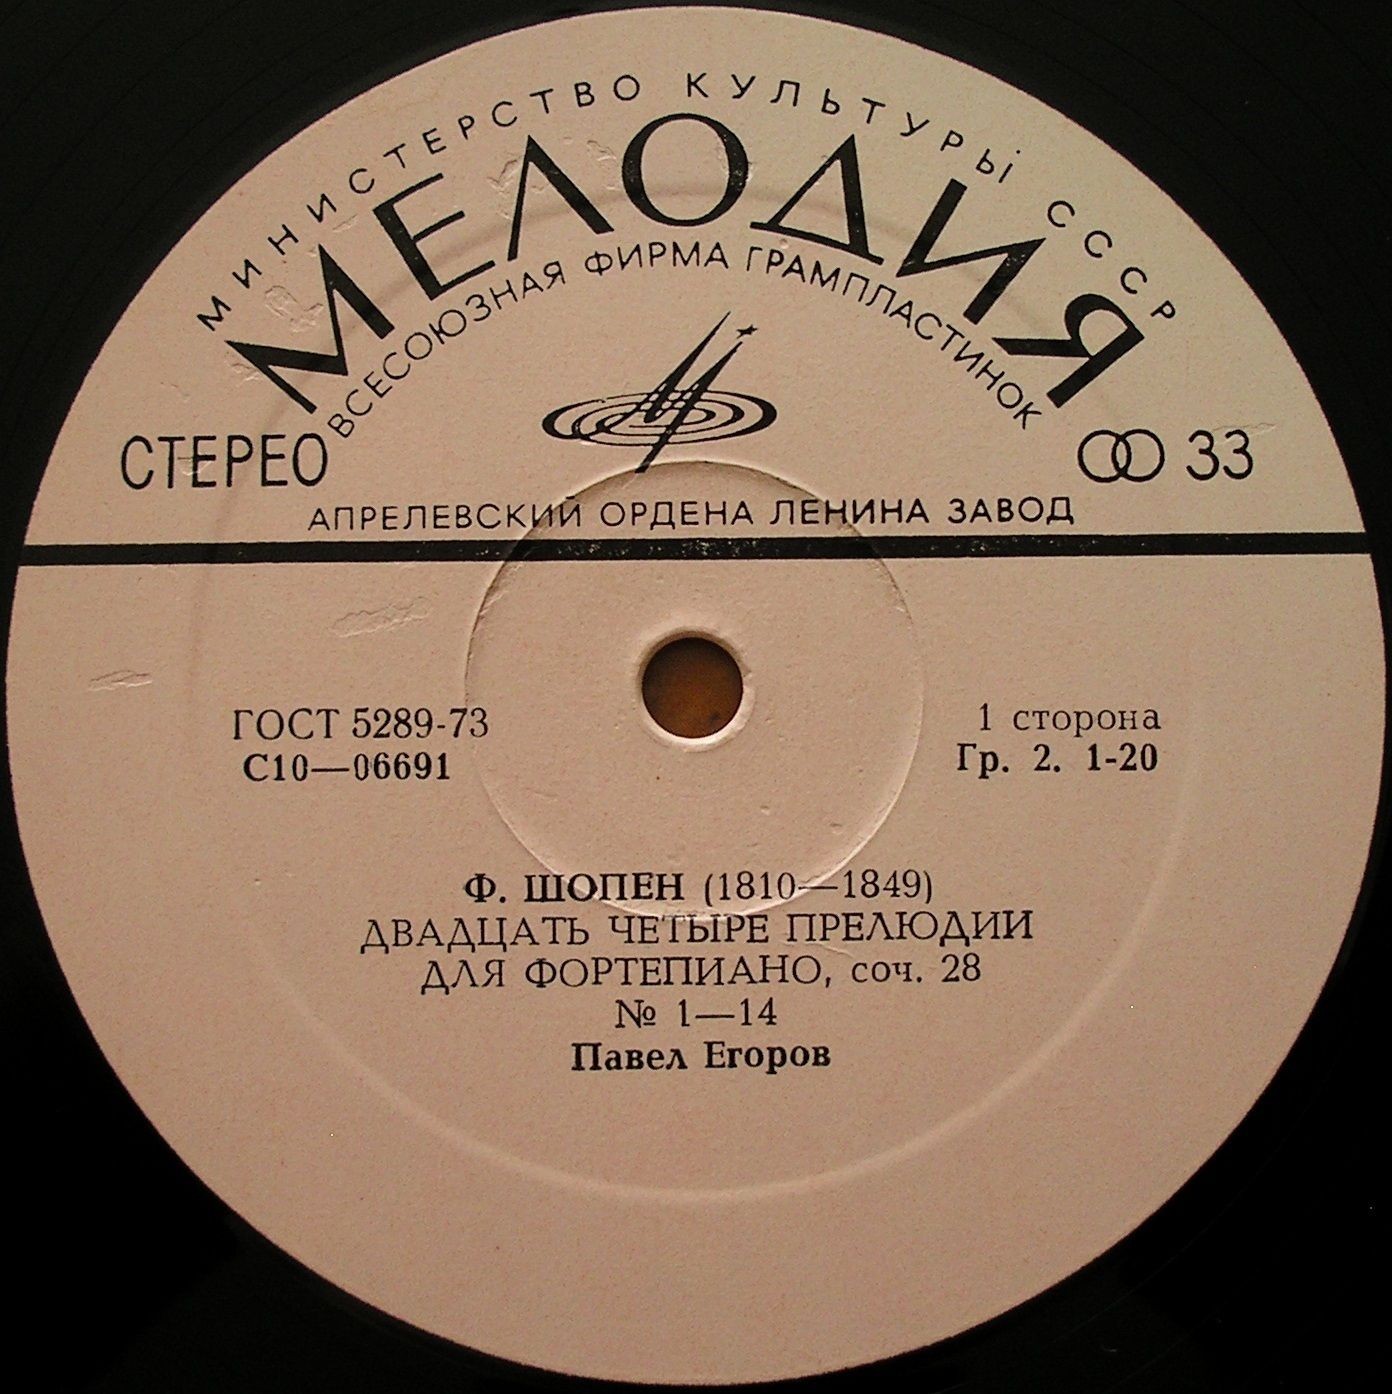 МИНИСТЕРСТВО КУЛЬТУРЫ СССР
МЕЛОДИЯ
ВСЕСОЮЗНАЯ ФИРМА ГРАМПЛАСТИНОК
СТЕРЕО
33
АПРЕЛЕВСКИЙ ОРДЕНА ЛЕНИНА ЗАВОД
ГОСТ 5289-73
С10—06691
1 сторона
Гр. 2. 1-20
Ф. ШОПЕН (1810—1849)
ДВАДЦАТЬ ЧЕТЫРЕ ПРЕЛЮДИИ
ДЛЯ ФОРТЕПИАНО, соч. 28
№ 1—14
Павел Егоров